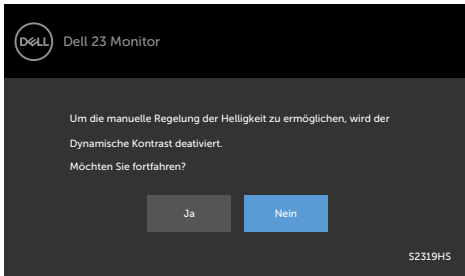 DELL
Dell 23 Monitor
Um die manuelle Regelung der Helligkeit zu ermöglichen, wird der
Dynamische Kontrast deativiert.
Möchten Sie fortfahren?
Ja
Nein
S2319HS